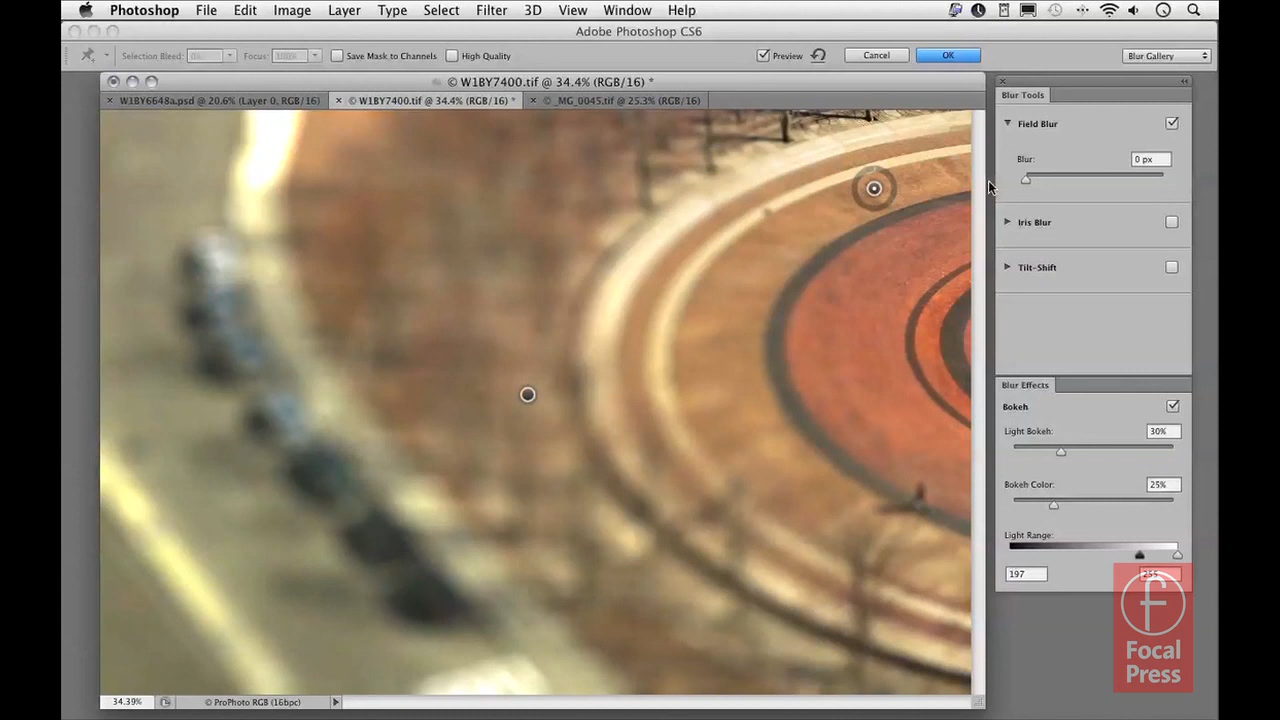 Photoshop File Edit Image Layer Type Select Filter 3D View Window Help
Adobe Photoshop CS6
Selection Bleed: Focus: Save Mask to Channels High Quality Preview Cancel OK Blur Gallery
© W1BY7400.tif @ 34.4% (RGB/16) *
× W1BY6648a.psd @ 20.6% (Layer 0, RGB/16) × © W1BY7400.tif @ 34.4% (RGB/16) * × © _MG_0045.tif @ 25.3% (RGB/16)
Blur Tools
Field Blur
Blur: 0 px
Iris Blur
Tilt-Shift
Blur Effects
Bokeh
Light Bokeh: 30%
Bokeh Color: 25%
Light Range:
197 255
f
Focal
Press
34.39% © ProPhoto RGB (16bpc)